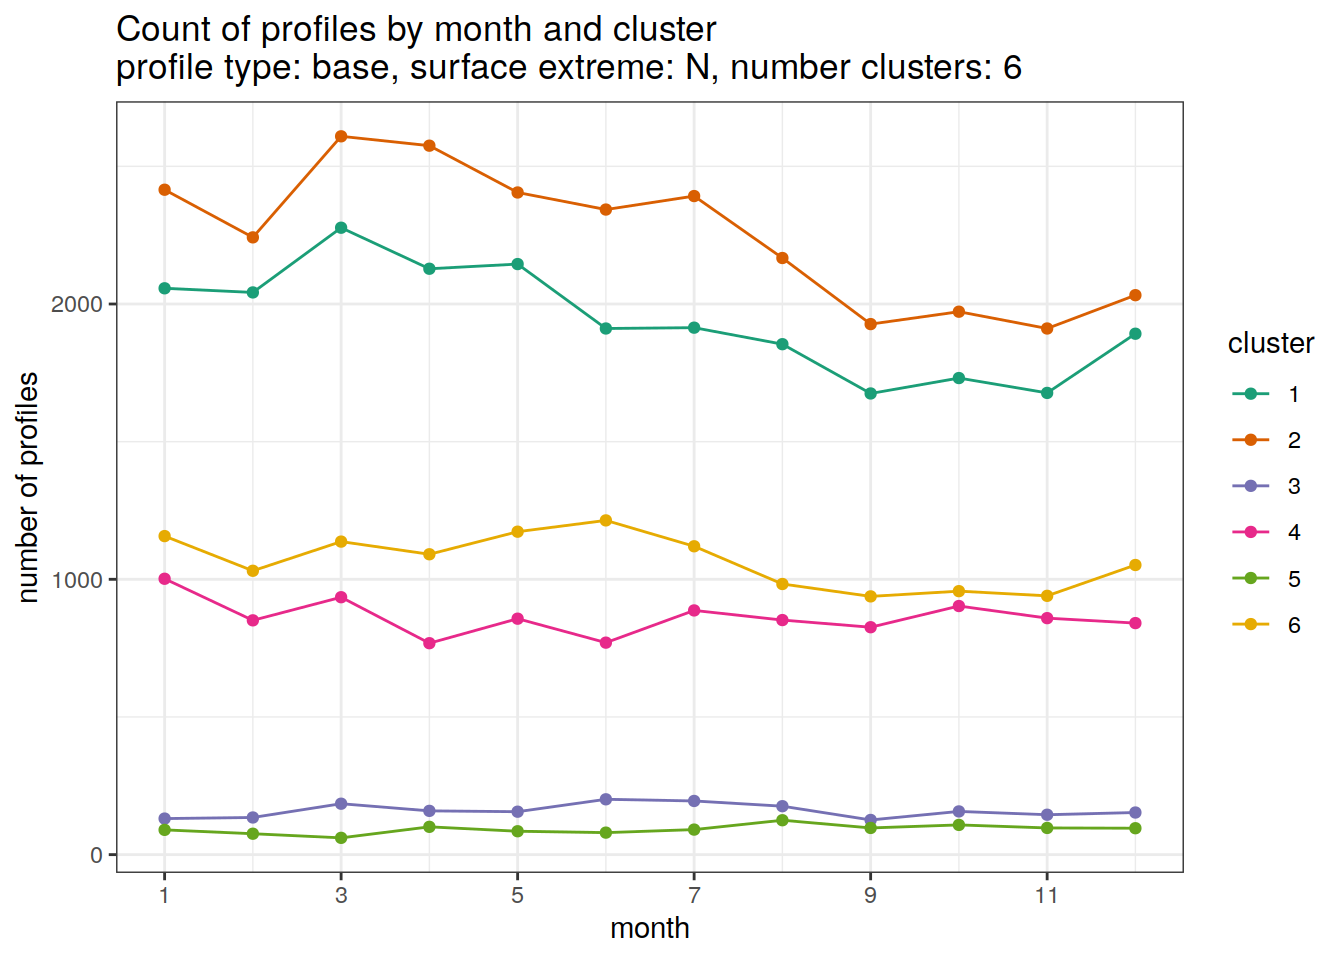 Count of profiles by month and cluster
profile type: base, surface extreme: N, number clusters: 6
number of profiles
2000
1000
0
1 3 5 7 9 11
month
cluster
1
2
3
4
5
6